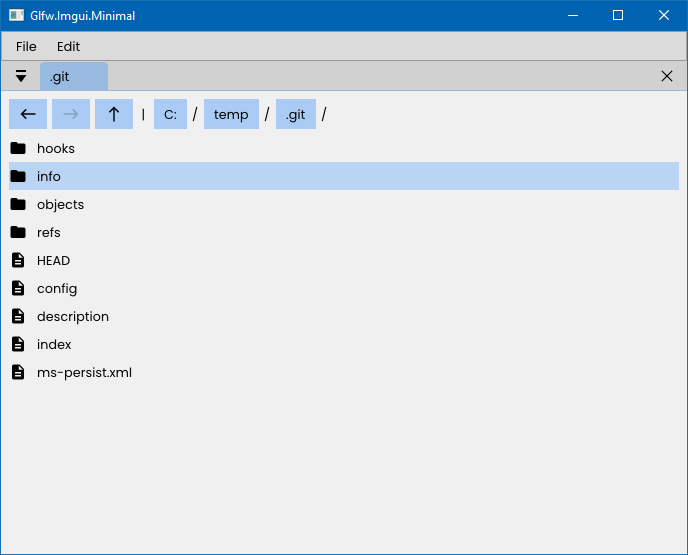 Glfw.Imgui.Minimal
File Edit
.git
| C: / temp / .git /
hooks
info
objects
refs
HEAD
config
description
index
ms-persist.xml